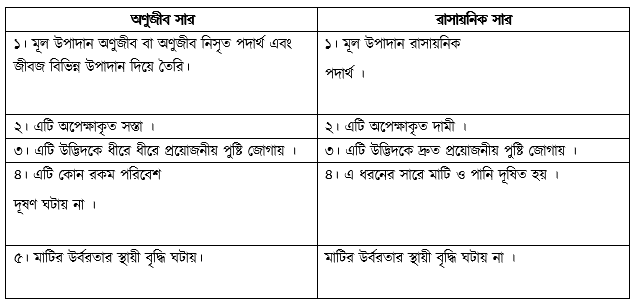 অণুজীব সার
রাসায়নিক সার
১। মূল উপাদান অণুজীব বা অণুজীব নিসৃত পদার্থ এবং
জীবজ বিভিন্ন উপাদান দিয়ে তৈরি।
১। মূল উপাদান রাসায়নিক
পদার্থ ।
২। এটি অপেক্ষাকৃত সস্তা ।
২। এটি অপেক্ষাকৃত দামী ।
৩। এটি উদ্ভিদকে ধীরে ধীরে প্রয়োজনীয় পুষ্টি জোগায় ।
৩। এটি উদ্ভিদকে দ্রুত প্রয়োজনীয় পুষ্টি জোগায় ।
৪। এটি কোন রকম পরিবেশ
দূষণ ঘটায় না ।
৪। এ ধরনের সারে মাটি ও পানি দূষিত হয় ।
৫। মাটির উর্বরতার স্থায়ী বৃদ্ধি ঘটায়।
মাটির উর্বরতার স্থায়ী বৃদ্ধি ঘটায় না ।